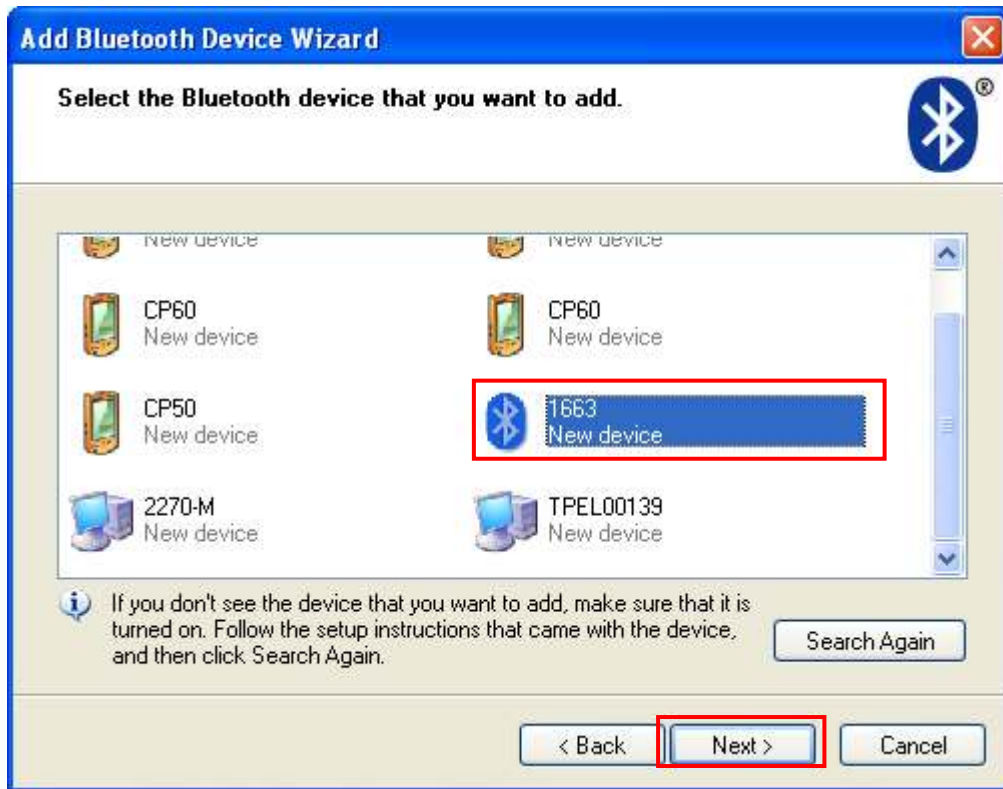 Add Bluetooth Device Wizard
Select the Bluetooth device that you want to add.
®
New device
New device
CP60
New device
CP60
New device
CP50
New device
1663
New device
2270-M
New device
TPEL00139
New device
If you don't see the device that you want to add, make sure that it is
turned on. Follow the setup instructions that came with the device,
and then click Search Again.
Search Again
< Back
Next >
Cancel